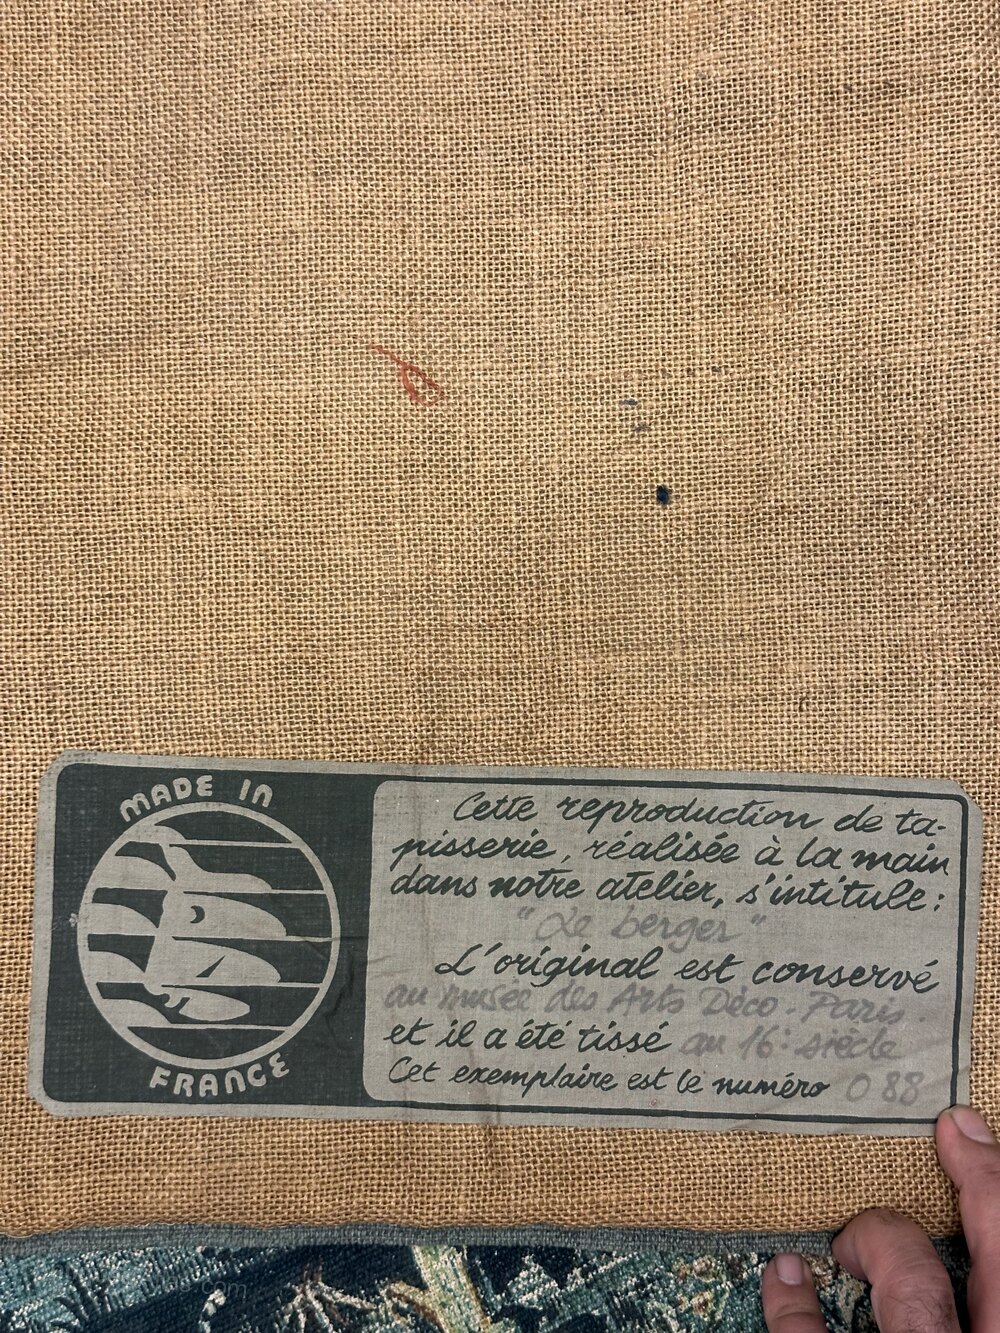 MADE IN
FRANCE
Cette reproduction de ta-
pisserie, réalisée à la main
dans notre atelier, s'intitule:
"Le berger"
L'original est conservé
au musée des Arts Déco. Paris.
et il a été tissé au 16e siècle
Cet exemplaire est le numéro 088